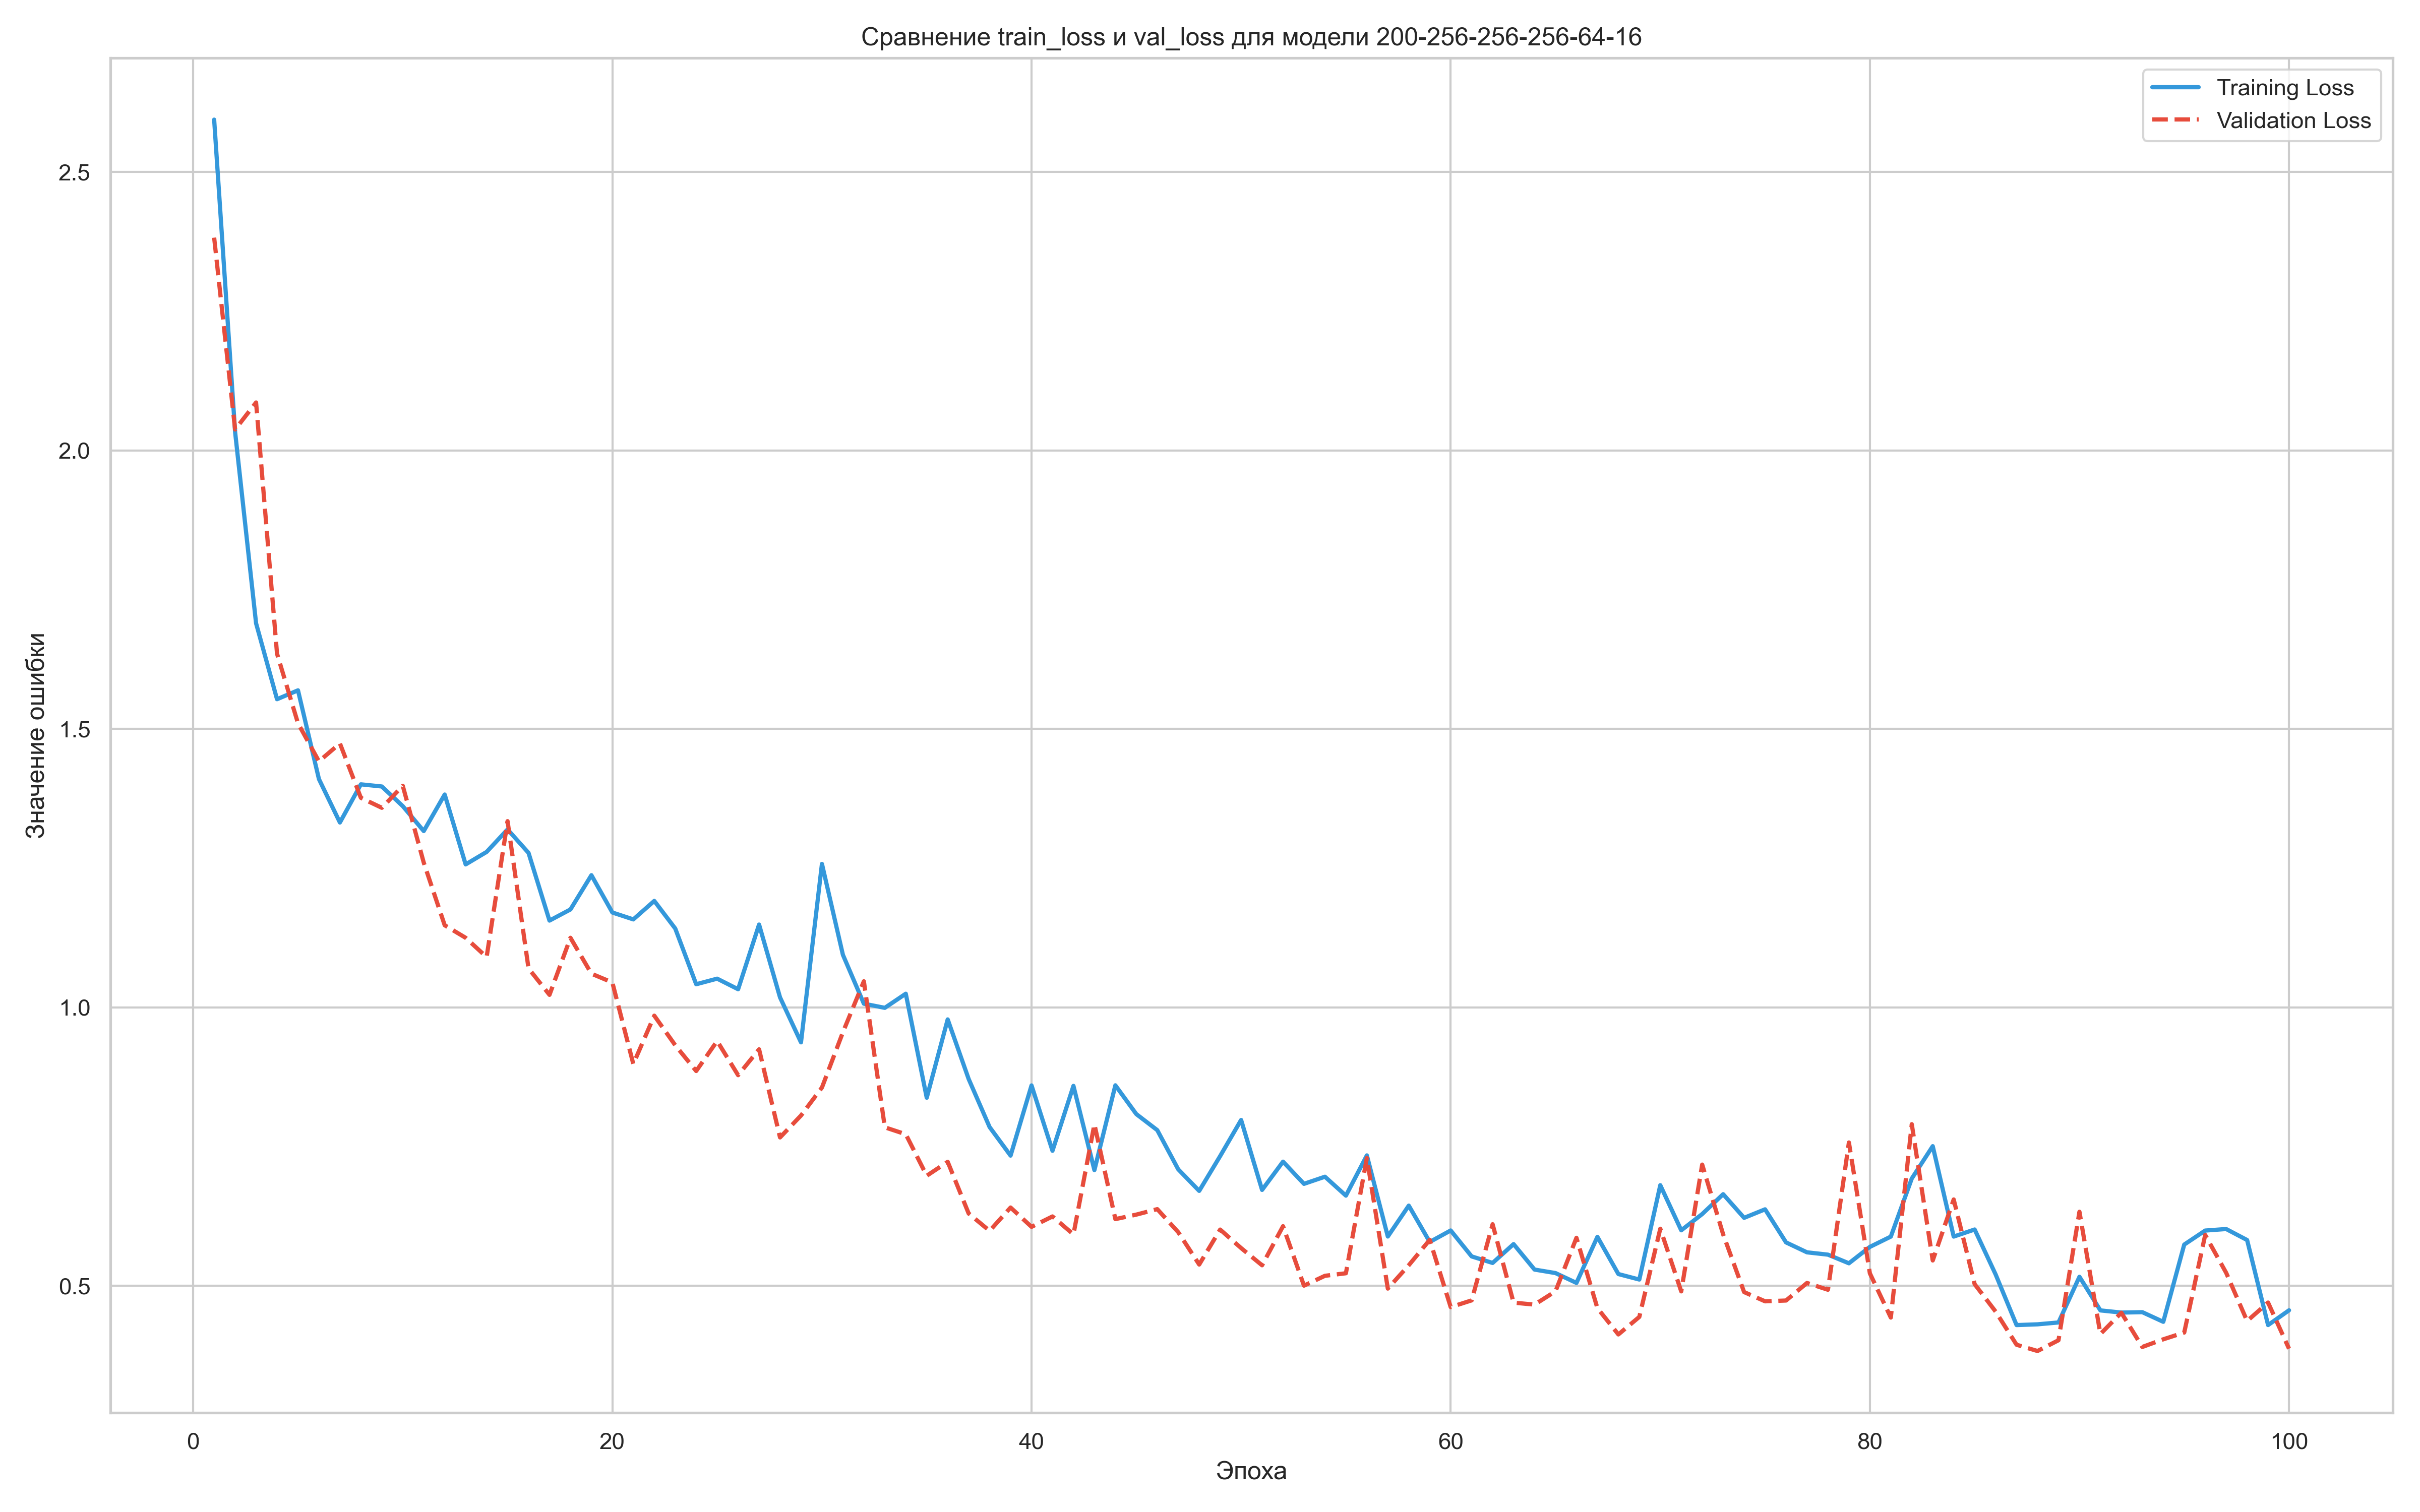 Сравнение train_loss и val_loss для модели 200-256-256-256-64-16
Training Loss
Validation Loss
2.5
2.0
1.5
1.0
0.5
Значение ошибки
0
20
40
60
80
100
Эпоха